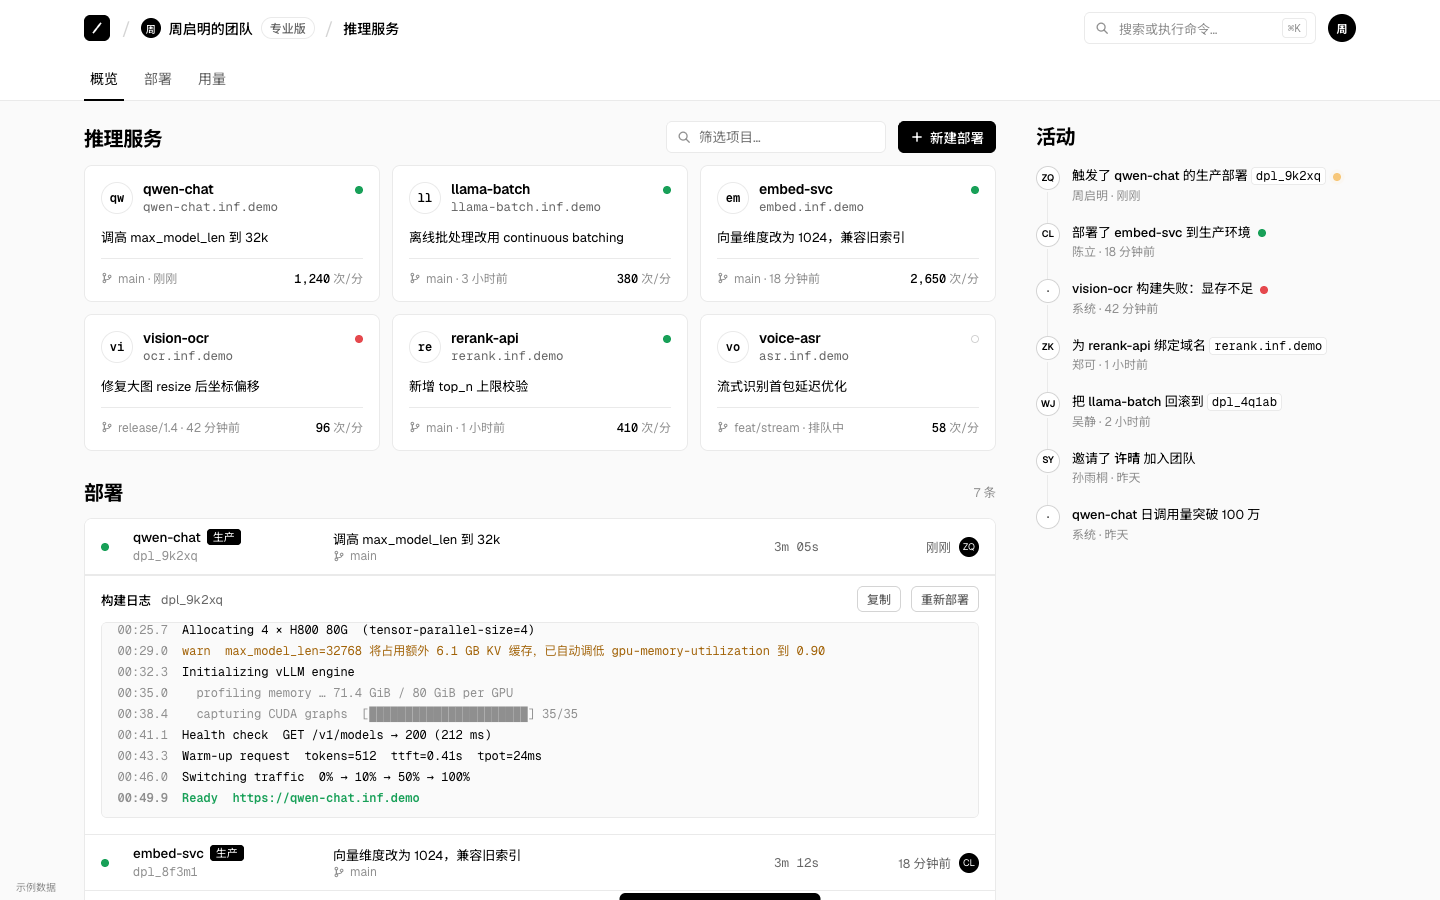 周 周启明的团队 专业版 推理服务
搜索或执行命令… ⌘K 周
概览 部署 用量
推理服务
筛选项目…
+ 新建部署
qw qwen-chat
qwen-chat.inf.demo
调高 max_model_len 到 32k
main · 刚刚 1,240 次/分
ll llama-batch
llama-batch.inf.demo
离线批处理改用 continuous batching
main · 3 小时前 380 次/分
em embed-svc
embed.inf.demo
向量维度改为 1024，兼容旧索引
main · 18 分钟前 2,650 次/分
vi vision-ocr
ocr.inf.demo
修复大图 resize 后坐标偏移
release/1.4 · 42 分钟前 96 次/分
re rerank-api
rerank.inf.demo
新增 top_n 上限校验
main · 1 小时前 410 次/分
vo voice-asr
asr.inf.demo
流式识别首包延迟优化
feat/stream · 排队中 58 次/分
部署
7 条
qwen-chat 生产
dpl_9k2xq
调高 max_model_len 到 32k
main
3m 05s
刚刚 ZQ
构建日志 dpl_9k2xq
复制 重新部署
00:25.7 Allocating 4 × H800 80G (tensor-parallel-size=4)
00:29.0 warn max_model_len=32768 将占用额外 6.1 GB KV 缓存，已自动调低 gpu-memory-utilization 到 0.90
00:32.3 Initializing vLLM engine
00:35.0 profiling memory … 71.4 GiB / 80 GiB per GPU
00:38.4 capturing CUDA graphs [██████████████████████] 35/35
00:41.1 Health check GET /v1/models → 200 (212 ms)
00:43.3 Warm-up request tokens=512 ttft=0.41s tpot=24ms
00:46.0 Switching traffic 0% → 10% → 50% → 100%
00:49.9 Ready https://qwen-chat.inf.demo
embed-svc 生产
dpl_8f3m1
向量维度改为 1024，兼容旧索引
main
3m 12s
18 分钟前 CL
活动
ZQ 触发了 qwen-chat 的生产部署 dpl_9k2xq
周启明 · 刚刚
CL 部署了 embed-svc 到生产环境
陈立 · 18 分钟前
· vision-ocr 构建失败：显存不足
系统 · 42 分钟前
ZK 为 rerank-api 绑定域名 rerank.inf.demo
郑可 · 1 小时前
WJ 把 llama-batch 回滚到 dpl_4q1ab
吴静 · 2 小时前
SY 邀请了 许晴 加入团队
孙雨桐 · 昨天
· qwen-chat 日调用量突破 100 万
系统 · 昨天
示例数据